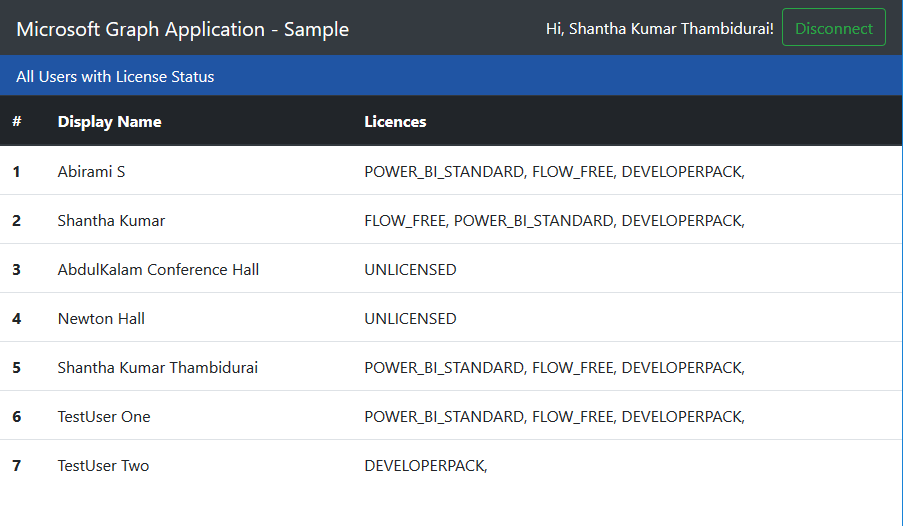 Microsoft Graph Application - Sample Hi, Shantha Kumar Thambidurai! Disconnect
All Users with License Status
# Display Name Licences
1 Abirami S POWER_BI_STANDARD, FLOW_FREE, DEVELOPERPACK,
2 Shantha Kumar FLOW_FREE, POWER_BI_STANDARD, DEVELOPERPACK,
3 AbdulKalam Conference Hall UNLICENSED
4 Newton Hall UNLICENSED
5 Shantha Kumar Thambidurai POWER_BI_STANDARD, FLOW_FREE, DEVELOPERPACK,
6 TestUser One POWER_BI_STANDARD, FLOW_FREE, DEVELOPERPACK,
7 TestUser Two DEVELOPERPACK,